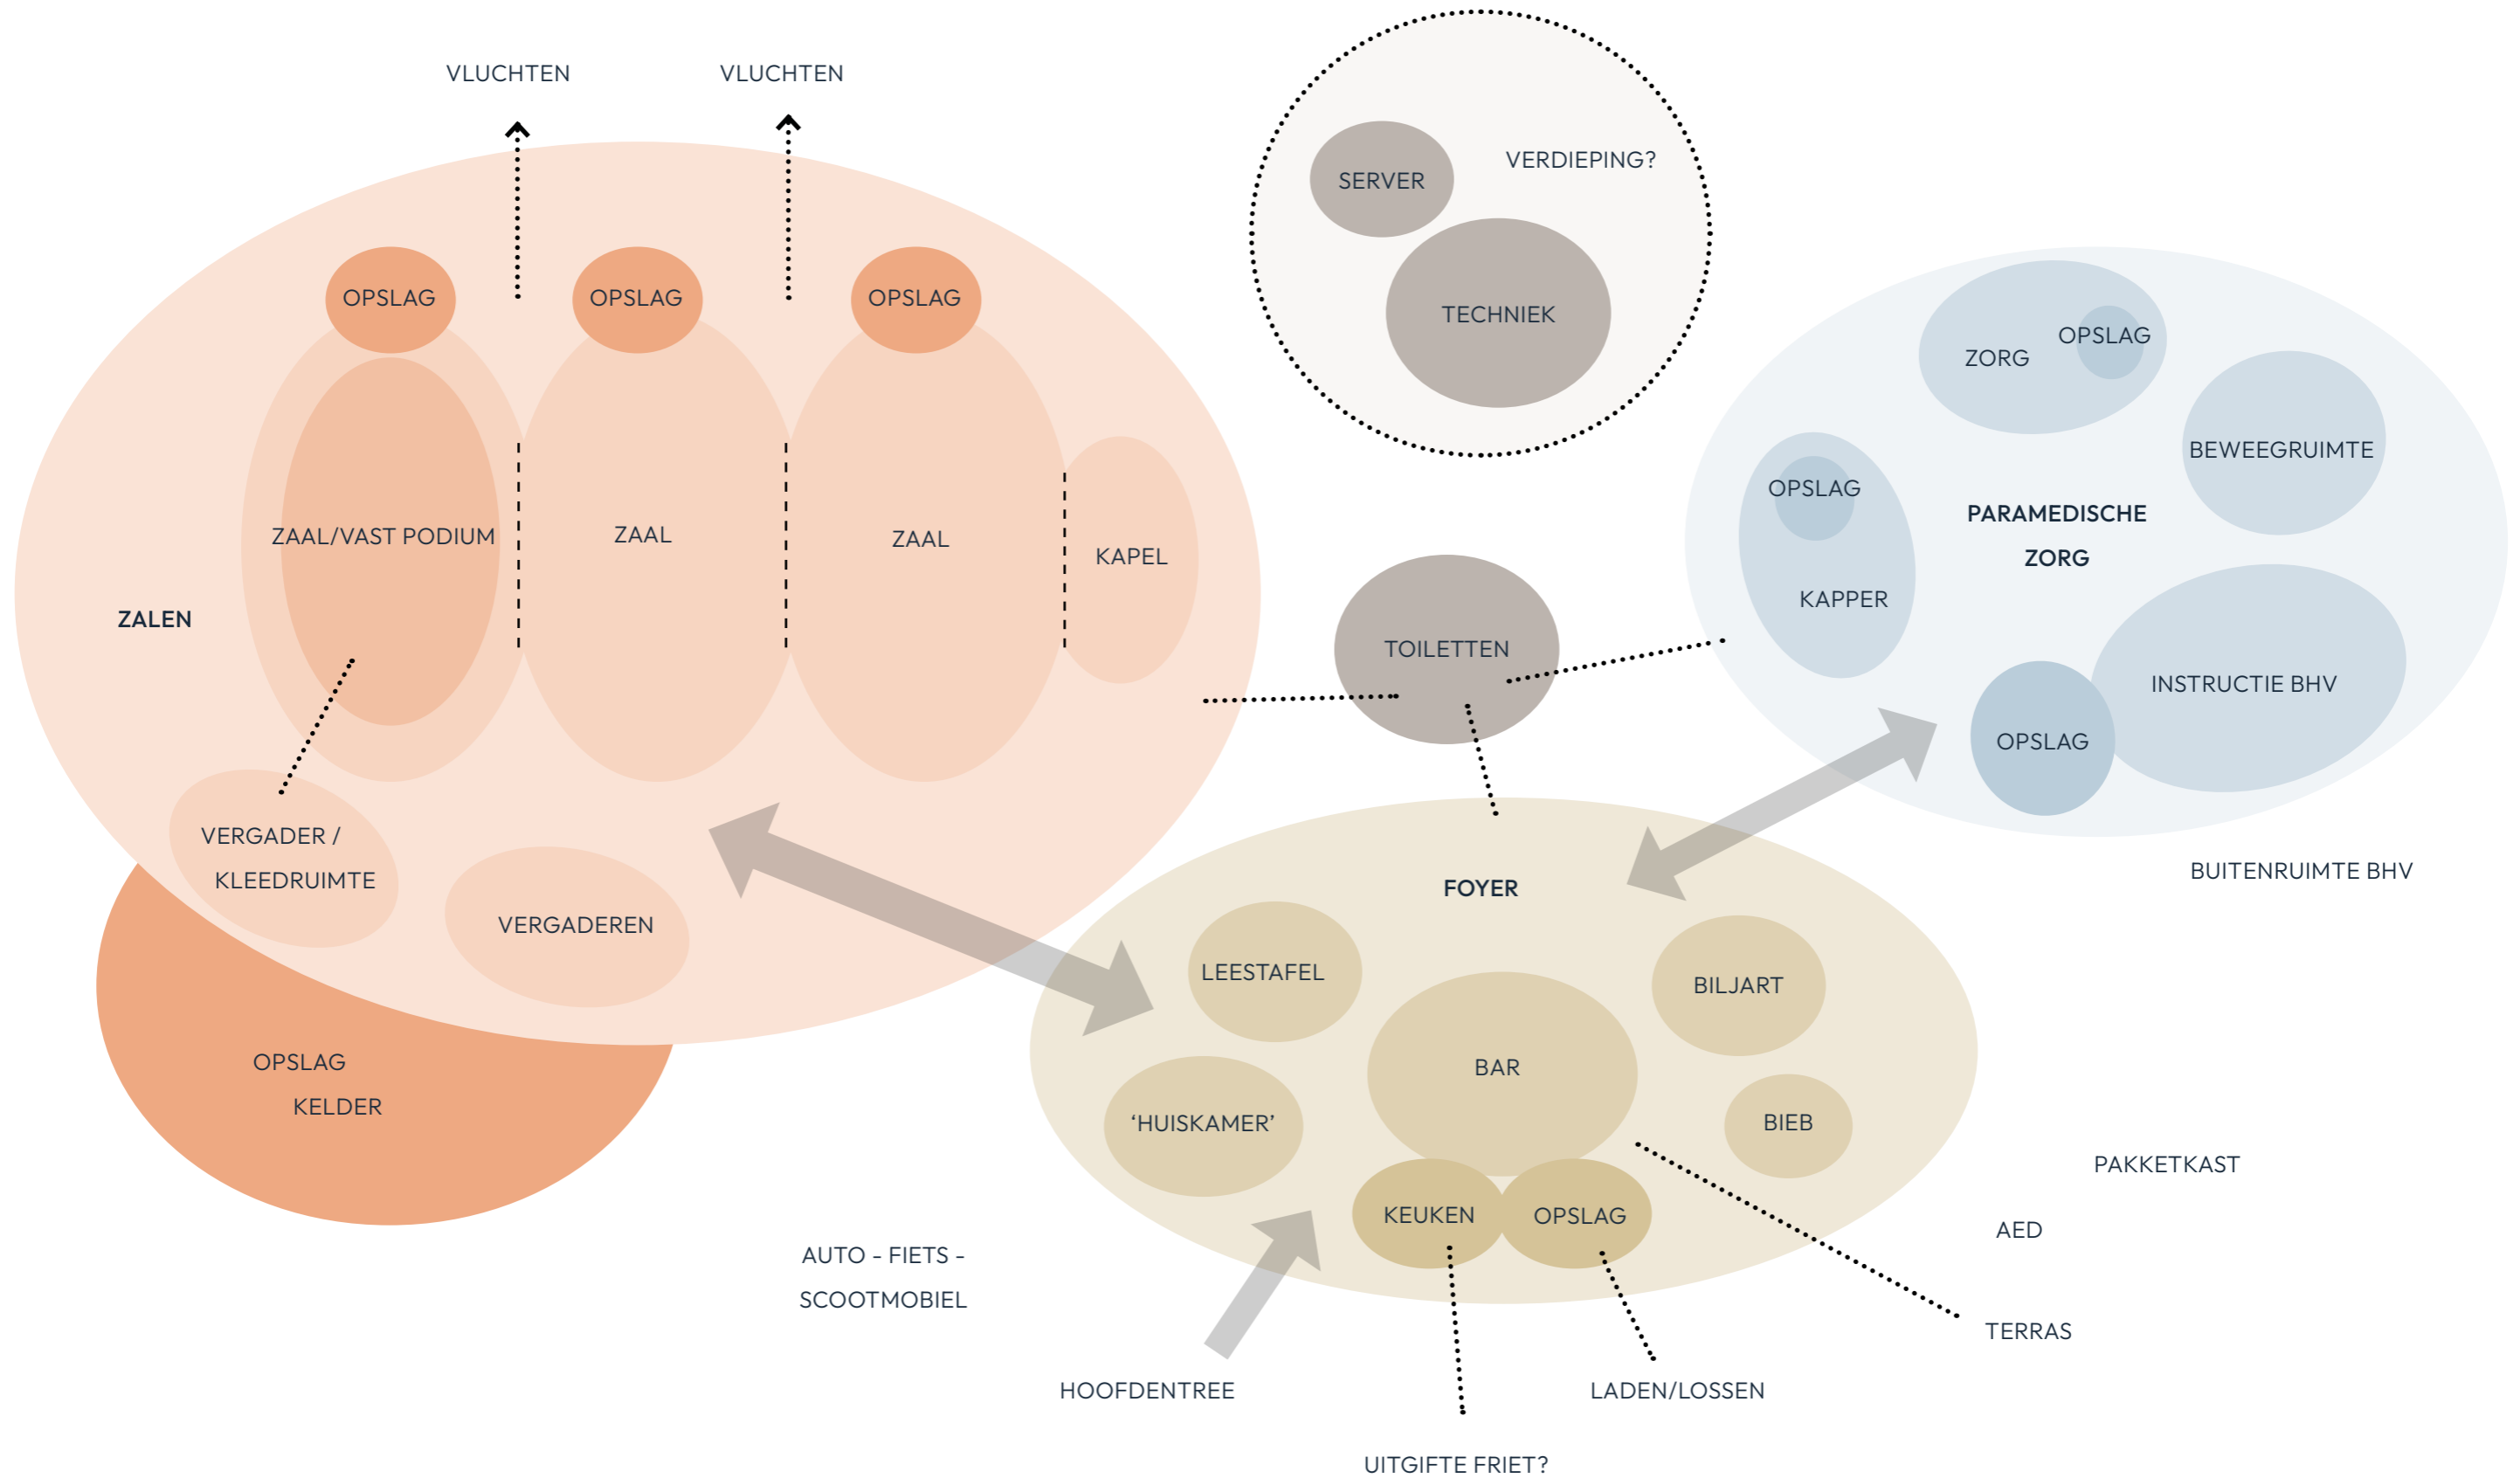 VLUCHTEN
VLUCHTEN
OPSLAG
OPSLAG
OPSLAG
ZAAL/VAST PODIUM
ZAAL
ZAAL
KAPEL
ZALEN
VERGADER /
KLEEDRUIMTE
VERGADEREN
OPSLAG
KELDER
SERVER
VERDIEPING?
TECHNIEK
TOILETTEN
ZORG
OPSLAG
BEWEEGRUIMTE
OPSLAG
KAPPER
PARAMEDISCHE
ZORG
INSTRUCTIE BHV
OPSLAG
BUITENRUIMTE BHV
FOYER
LEESTAFEL
BILJART
BAR
'HUISKAMER'
BIEB
KEUKEN
OPSLAG
PAKKETKAST
AED
TERRAS
AUTO - FIETS -
SCOOTMOBIEL
HOOFDENTREE
LADEN/LOSSEN
UITGIFTE FRIET?